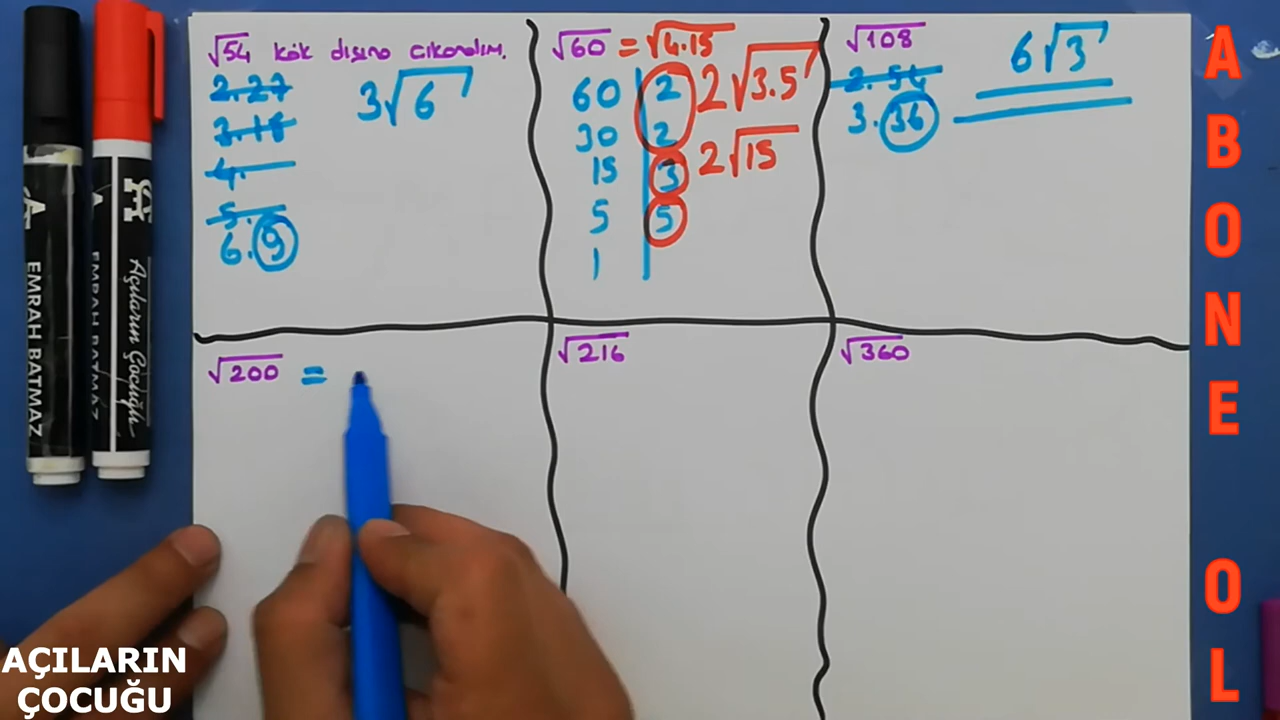 √54 kök dışına çıkaralım.
2.27
3.18
4.
5.
6.9
3√6
√60 = √4.15
60 2
30 2
15 3
5 5
1
2√3.5
2√15
√108
2.54
3.36
6√3
√200 =
√216
√360
EMRAH BATMAZ
Açıların Çocuğu
EMRAH BATMAZ
AÇILARIN
ÇOCUĞU
ABONE
OL